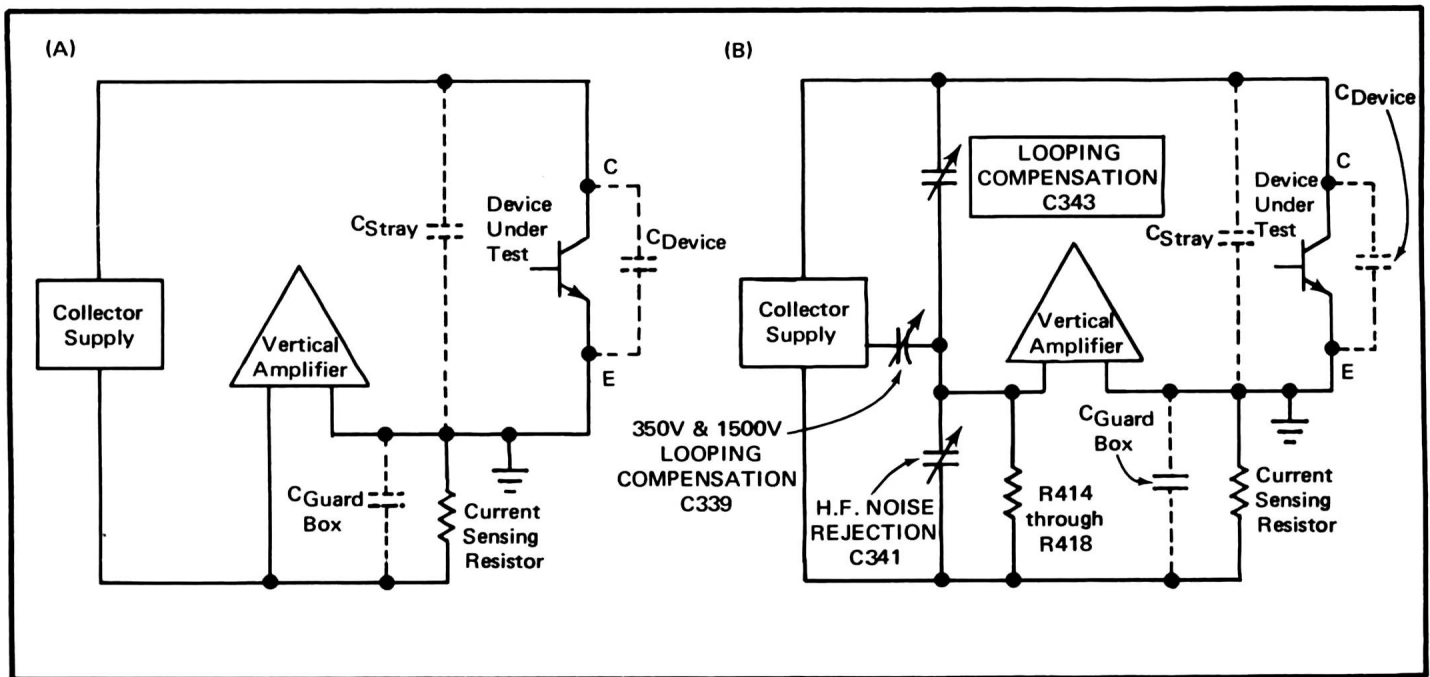 (A)
C
Device
Under
Test
CStray
CDevice
Collector
Supply
Vertical
Amplifier
E
CGuard
Box
Current
Sensing
Resistor
(B)
CDevice
LOOPING
COMPENSATION
C343
C
Device
Under
Test
CStray
Collector
Supply
Vertical
Amplifier
E
350V & 1500V
LOOPING
COMPENSATION
C339
H.F. NOISE
REJECTION
C341
R414
through
R418
CGuard
Box
Current
Sensing
Resistor